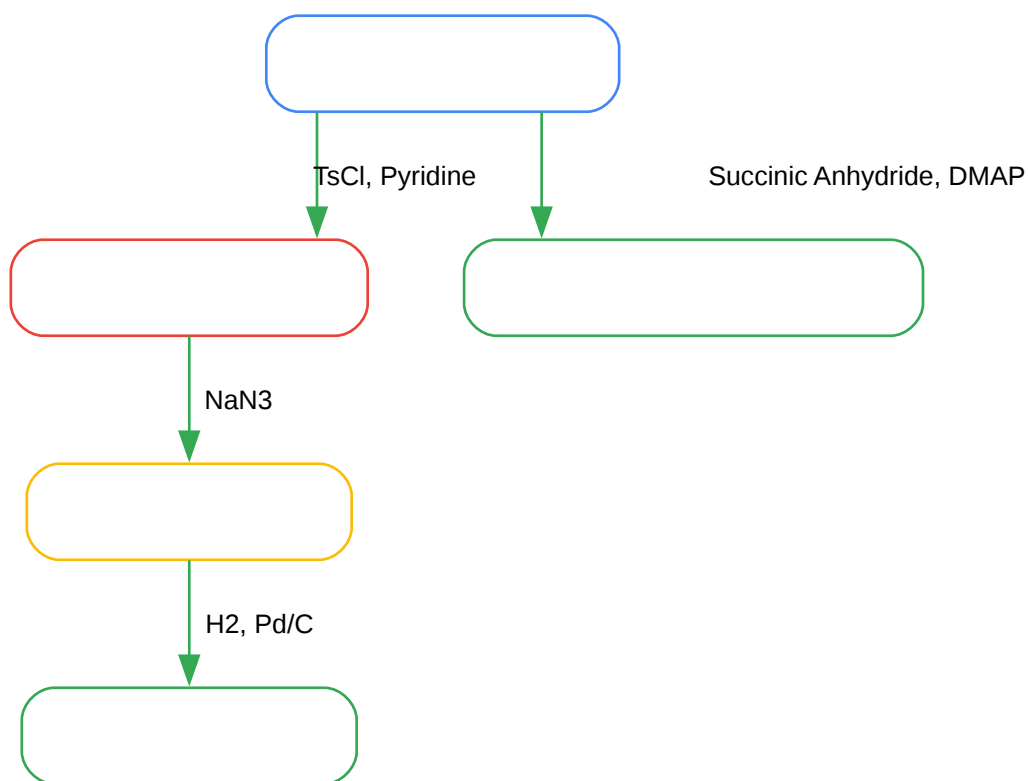 TsCl, Pyridine
Succinic Anhydride, DMAP
NaN3
H2, Pd/C